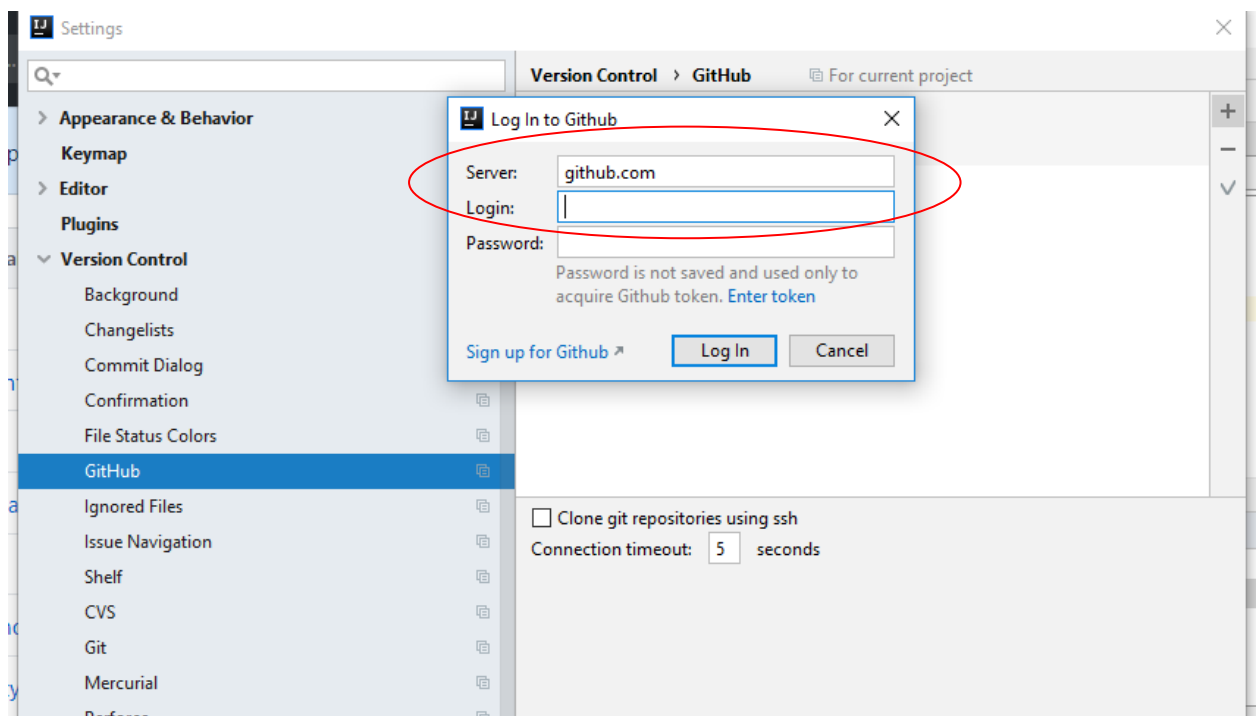 IJ Settings
Version Control › GitHub For current project
Appearance & Behavior
Keymap
Editor
Plugins
Version Control
Background
Changelists
Commit Dialog
Confirmation
File Status Colors
GitHub
Ignored Files
Issue Navigation
Shelf
CVS
Git
Mercurial
IJ Log In to Github
Server: github.com
Login:
Password:
Password is not saved and used only to
acquire Github token. Enter token
Sign up for Github Log In Cancel
Clone git repositories using ssh
Connection timeout: 5 seconds